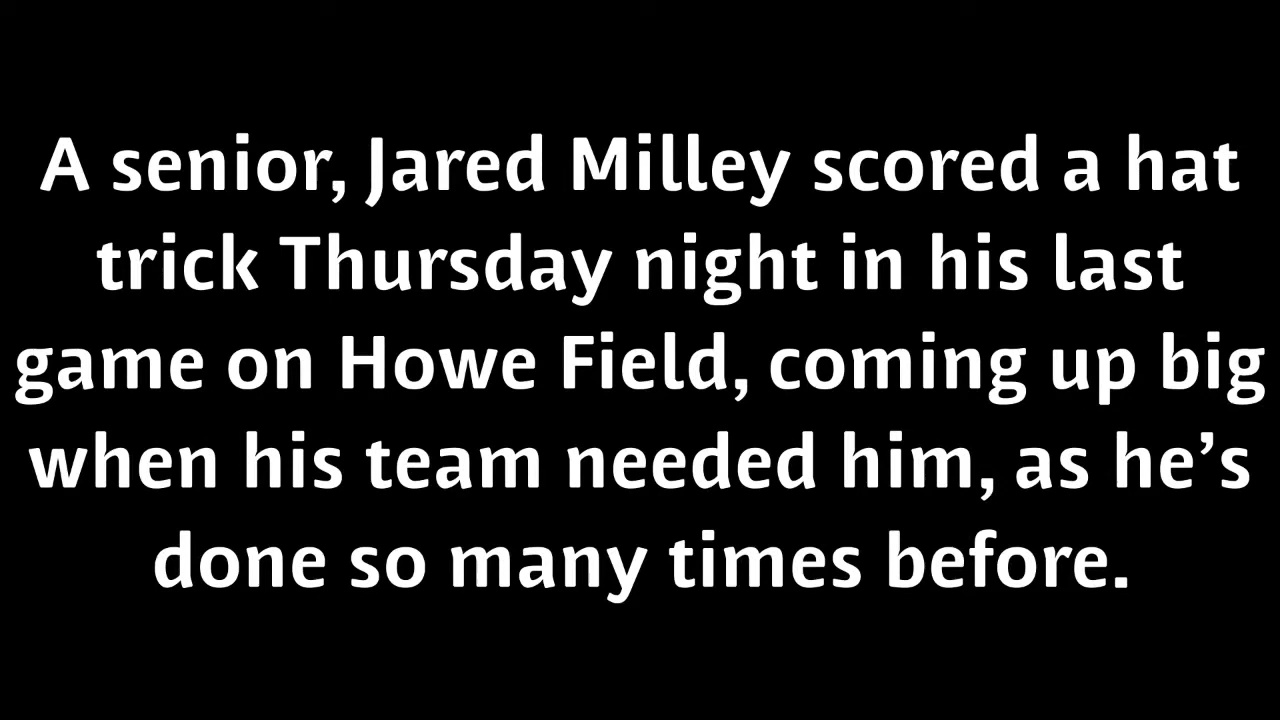 A senior, Jared Milley scored a hat
trick Thursday night in his last
game on Howe Field, coming up big
when his team needed him, as he’s
done so many times before.